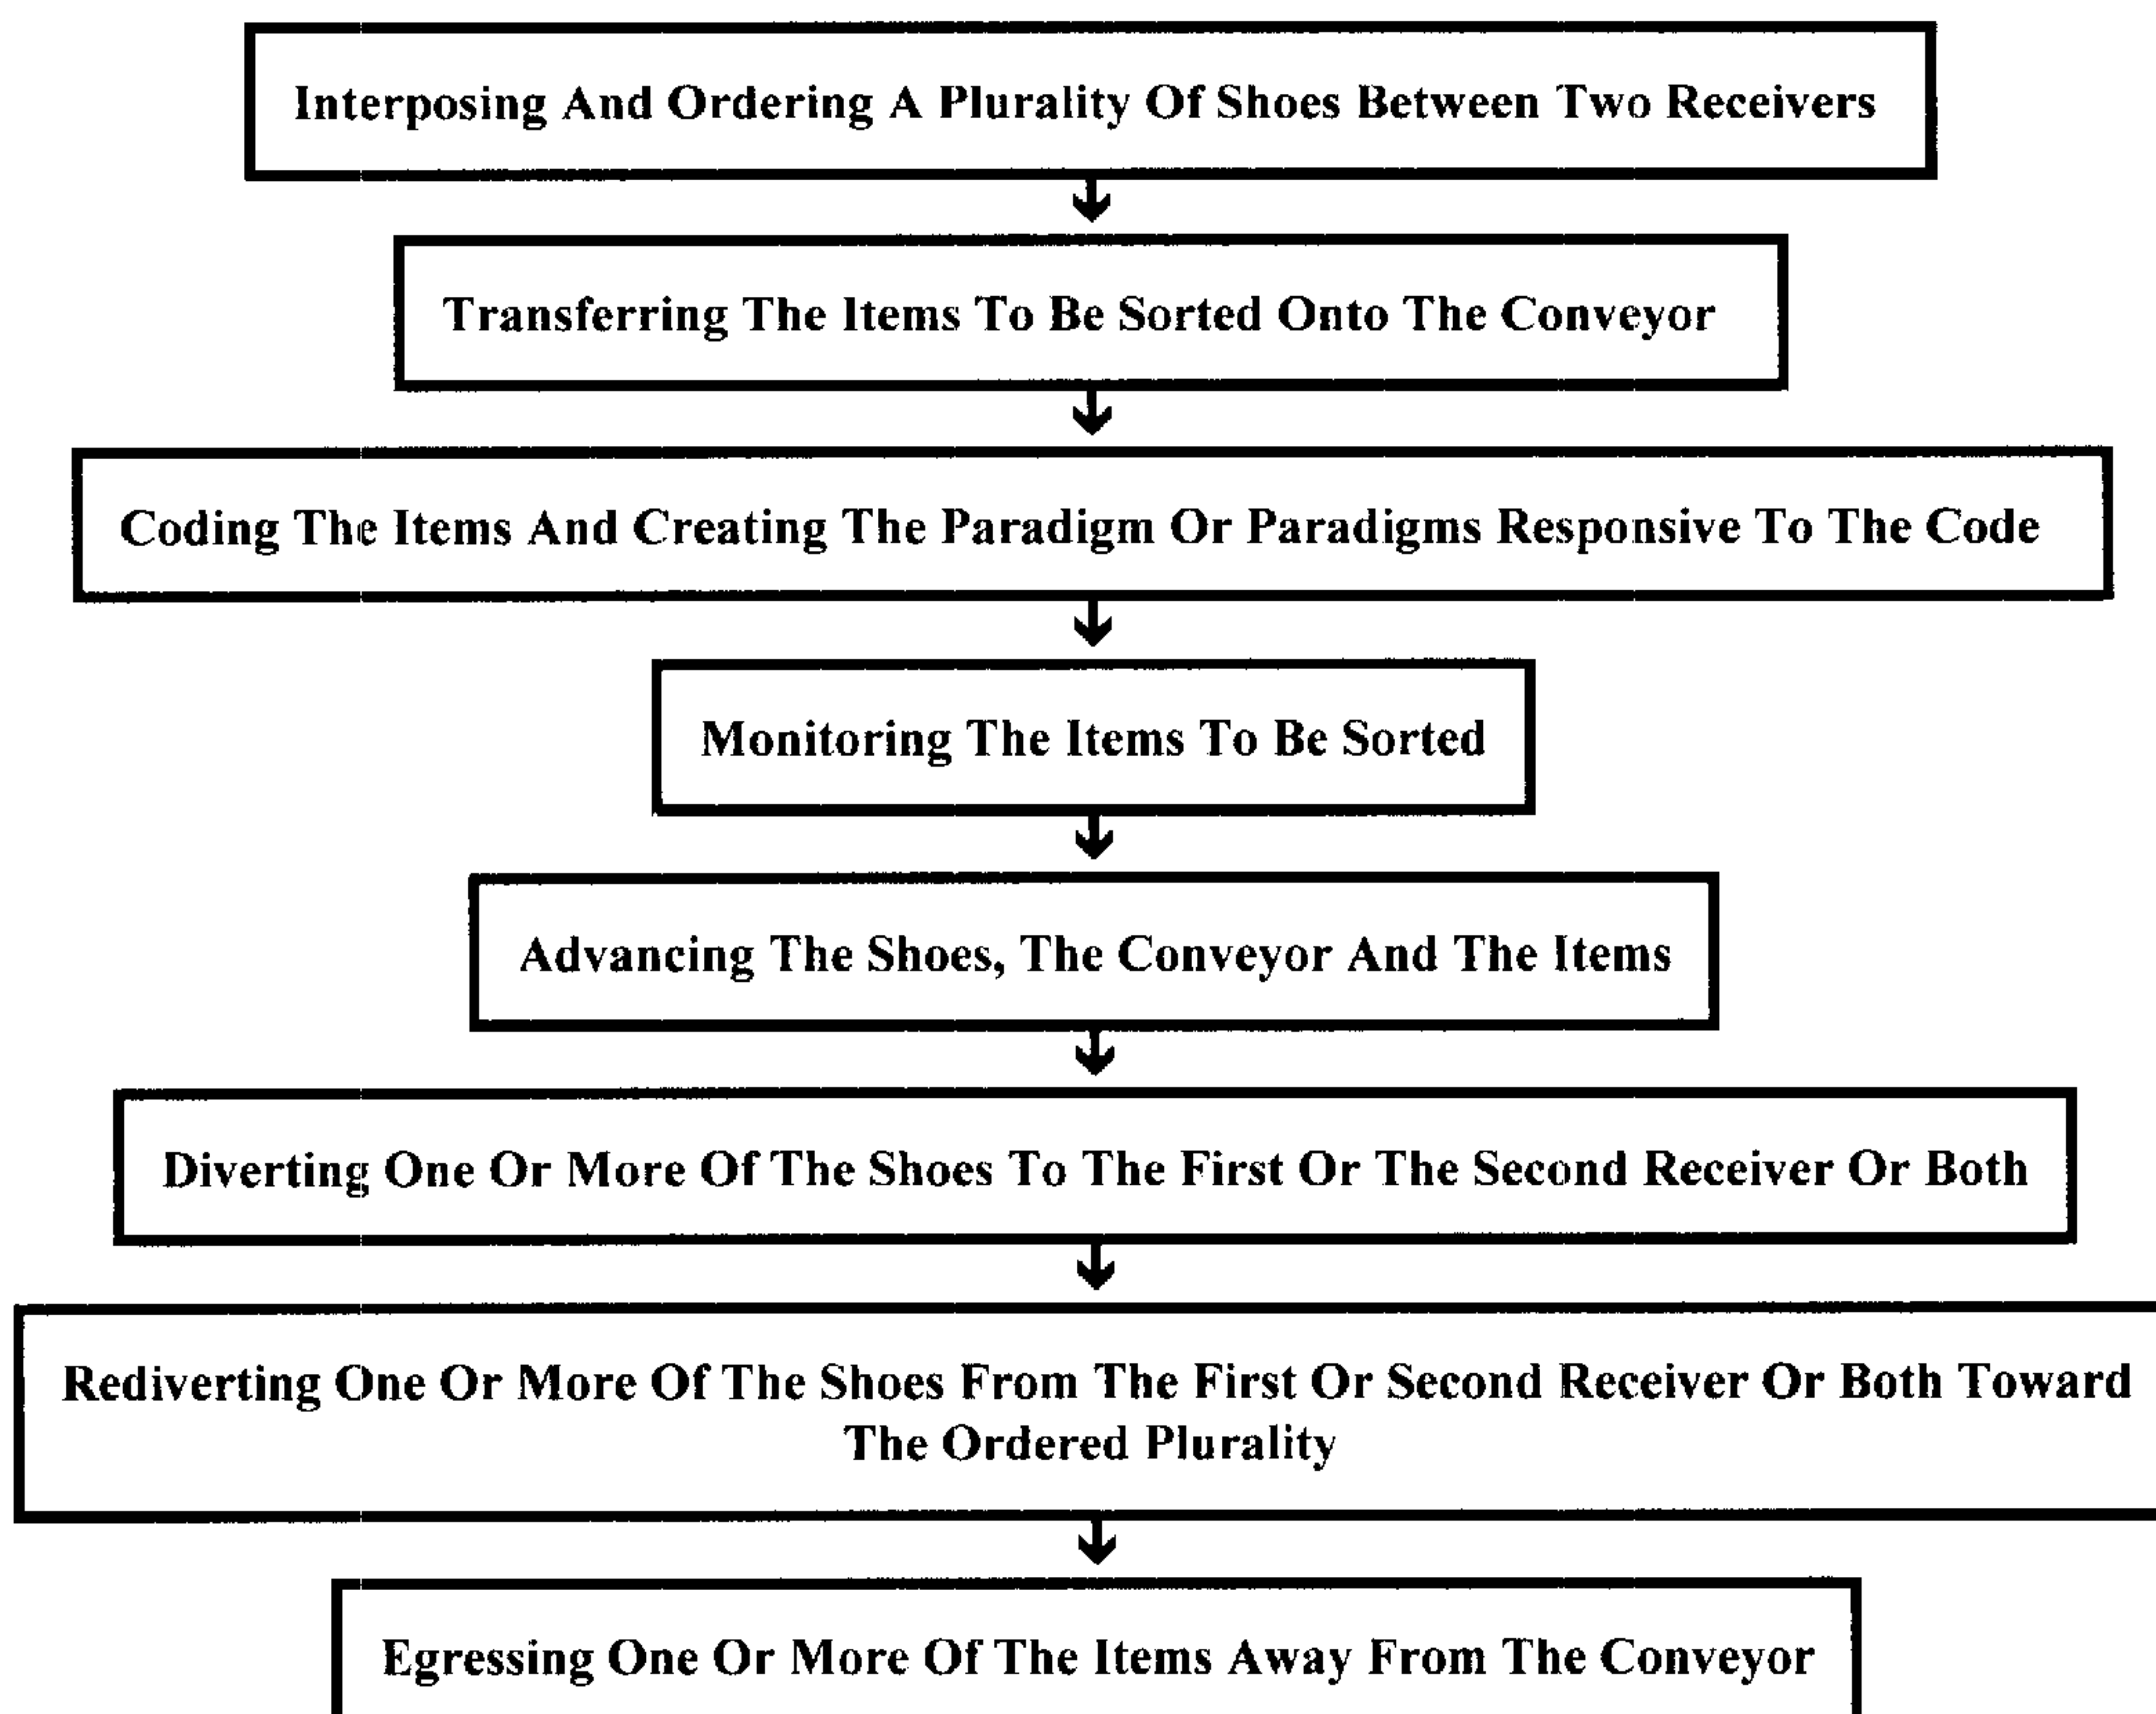 Interposing And Ordering A Plurality Of Shoes Between Two Receivers
Transferring The Items To Be Sorted Onto The Conveyor
Coding The Items And Creating The Paradigm Or Paradigms Responsive To The Code
Monitoring The Items To Be Sorted
Advancing The Shoes, The Conveyor And The Items
Diverting One Or More Of The Shoes To The First Or The Second Receiver Or Both
Rediverting One Or More Of The Shoes From The First Or Second Receiver Or Both Toward
The Ordered Plurality
Egressing One Or More Of The Items Away From The Conveyor